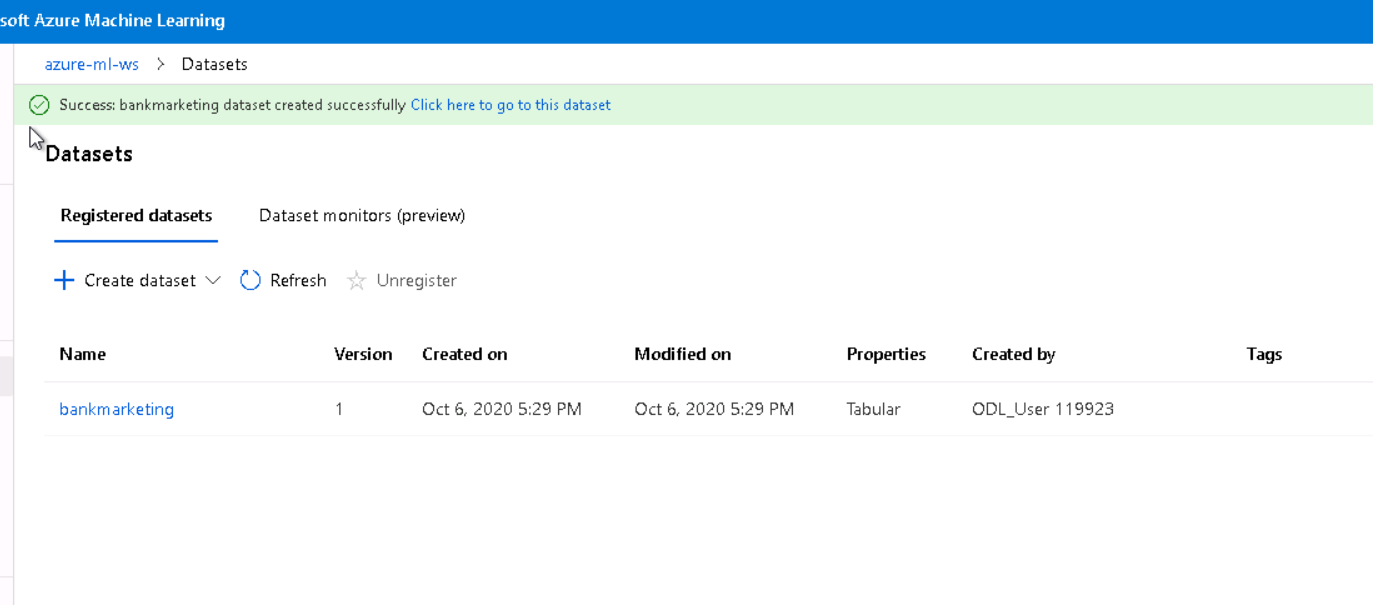 soft Azure Machine Learning
azure-ml-ws > Datasets
Success: bankmarketing dataset created successfully Click here to go to this dataset
Datasets
Registered datasets Dataset monitors (preview)
Create dataset Refresh Unregister
Name Version Created on Modified on Properties Created by Tags
bankmarketing 1 Oct 6, 2020 5:29 PM Oct 6, 2020 5:29 PM Tabular ODL_User 119923